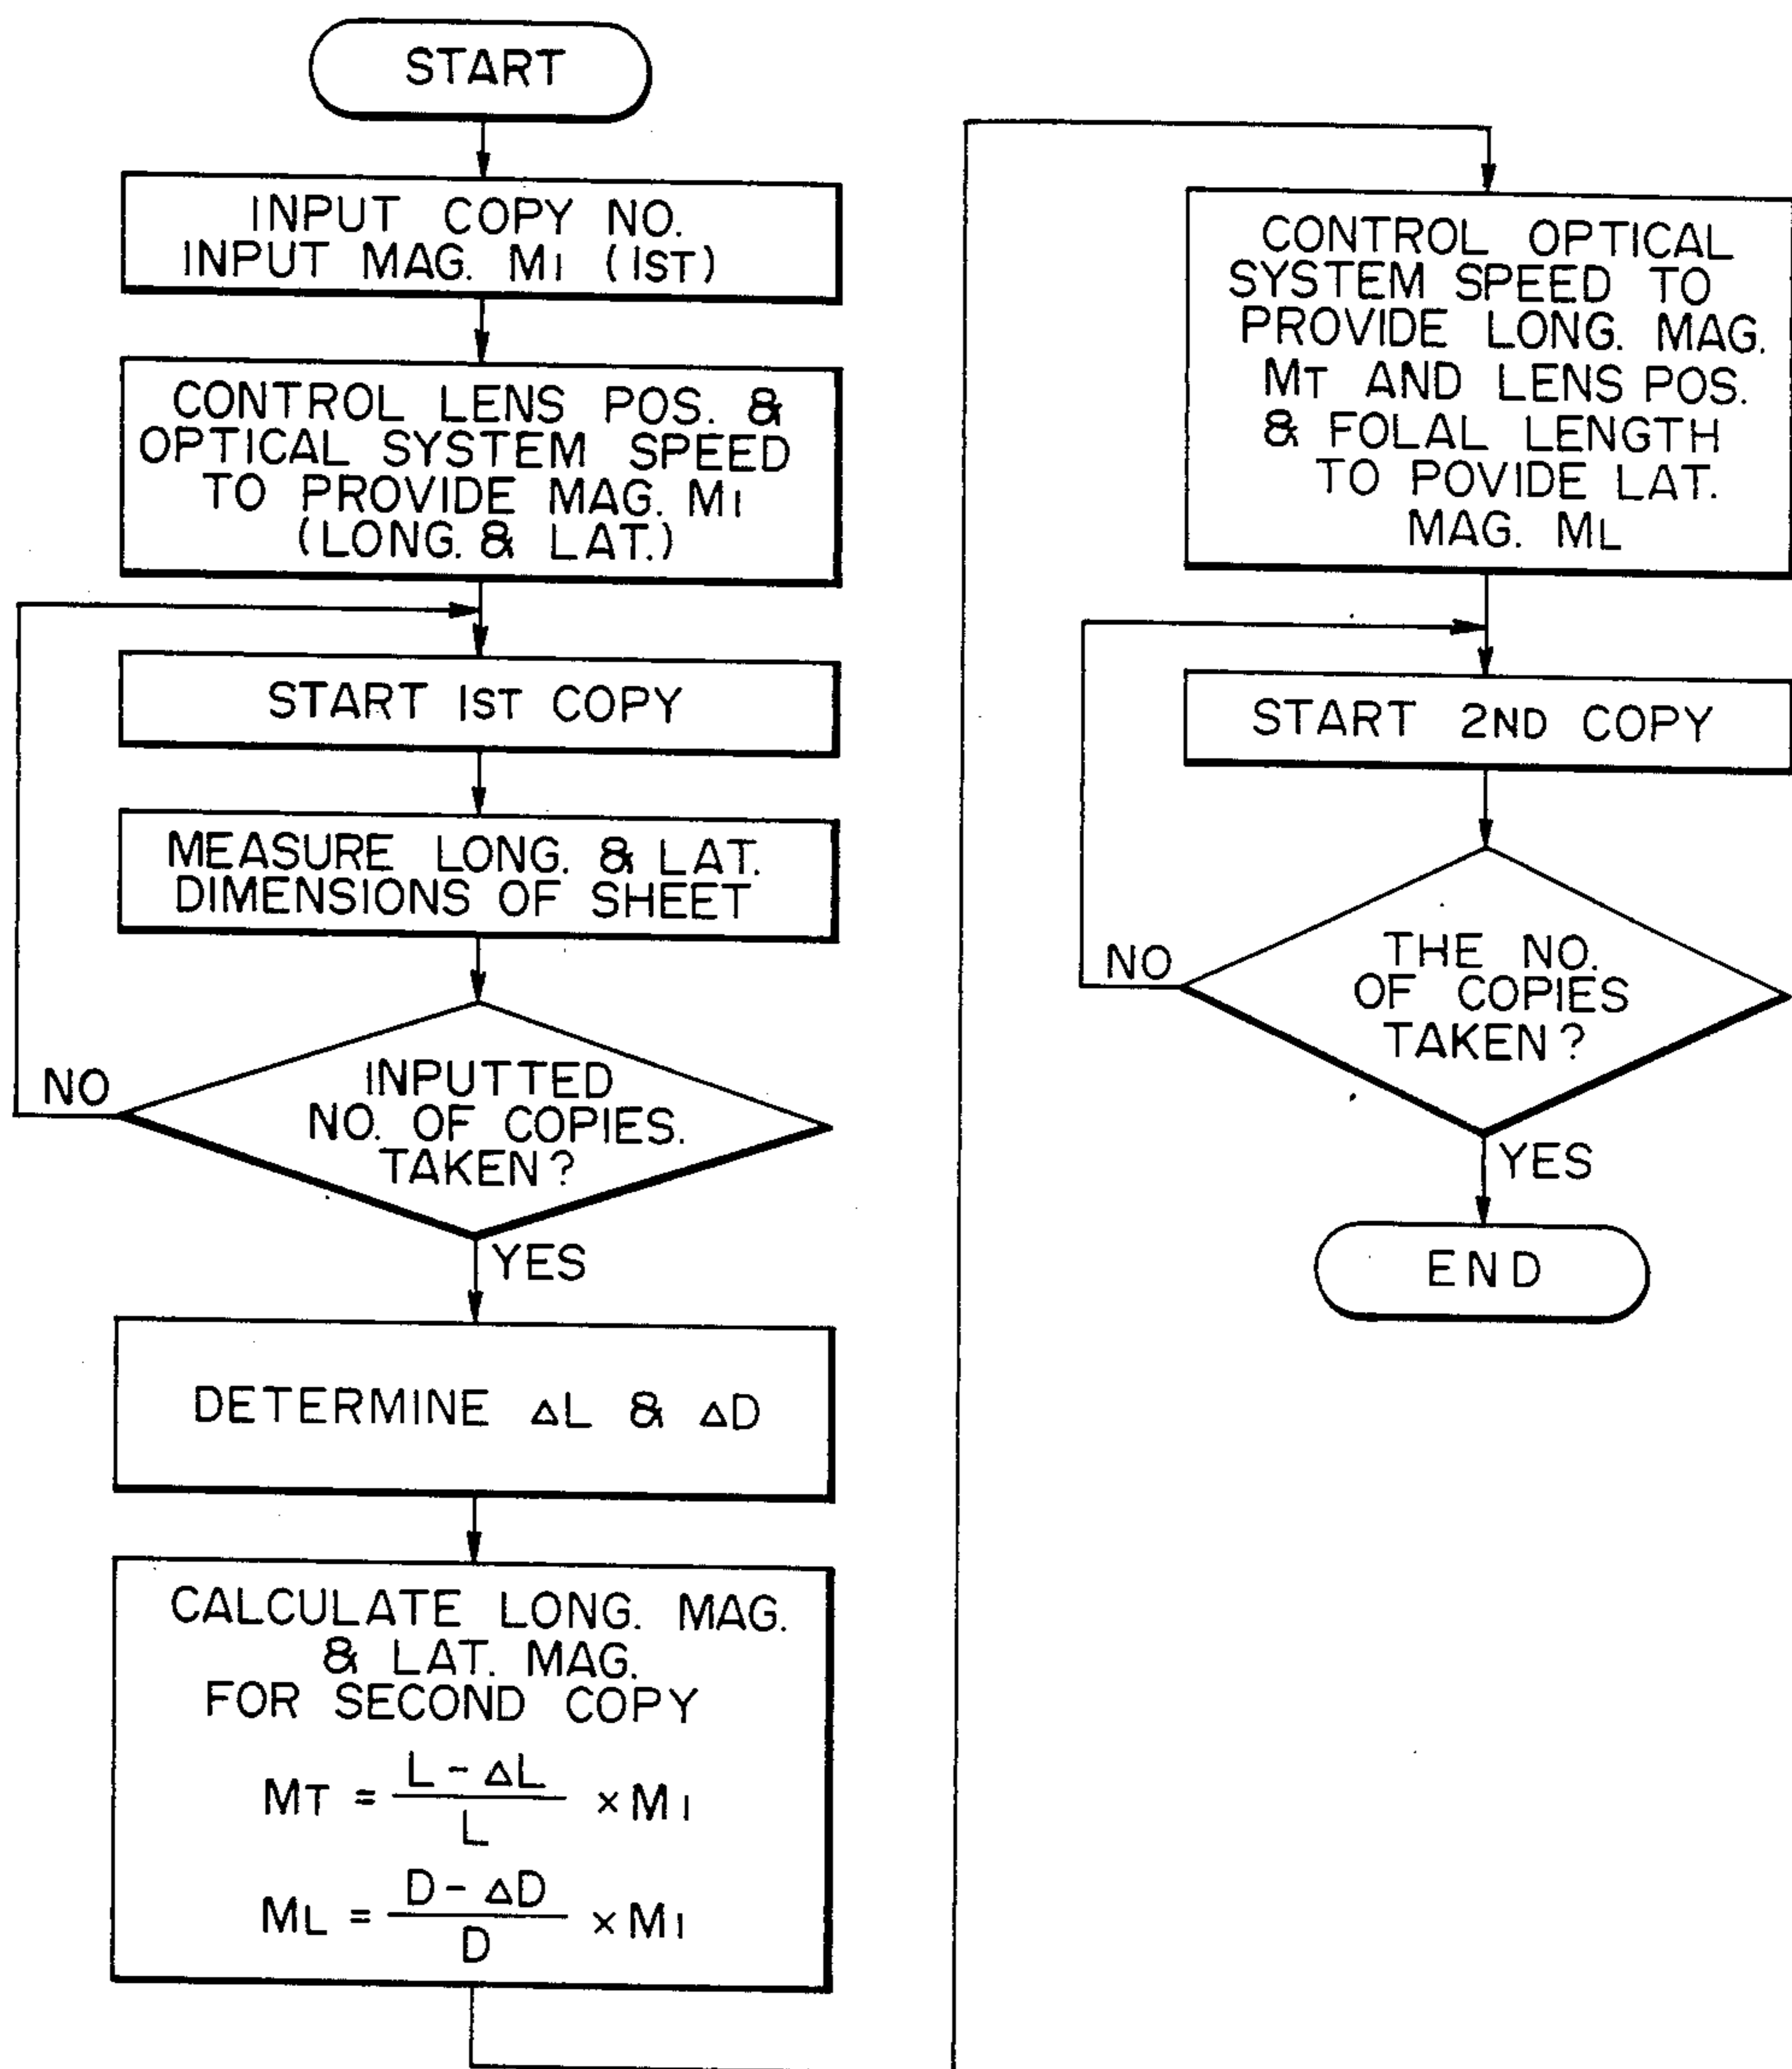 START
INPUT COPY NO.
INPUT MAG. M1 (1ST)
CONTROL LENS POS. &
OPTICAL SYSTEM SPEED
TO PROVIDE MAG. M1
(LONG. & LAT.)
START 1ST COPY
MEASURE LONG. & LAT.
DIMENSIONS OF SHEET
INPUTTED
NO. OF COPIES.
TAKEN?
NO
YES
DETERMINE ΔL & ΔD
CALCULATE LONG. MAG.
& LAT. MAG.
FOR SECOND COPY
MT = L - ΔL / L × M1
ML = D - ΔD / D × M1
CONTROL OPTICAL
SYSTEM SPEED TO
PROVIDE LONG. MAG.
MT AND LENS POS.
& FOLAL LENGTH
TO POVIDE LAT.
MAG. ML
START 2ND COPY
THE NO.
OF COPIES
TAKEN?
NO
YES
END